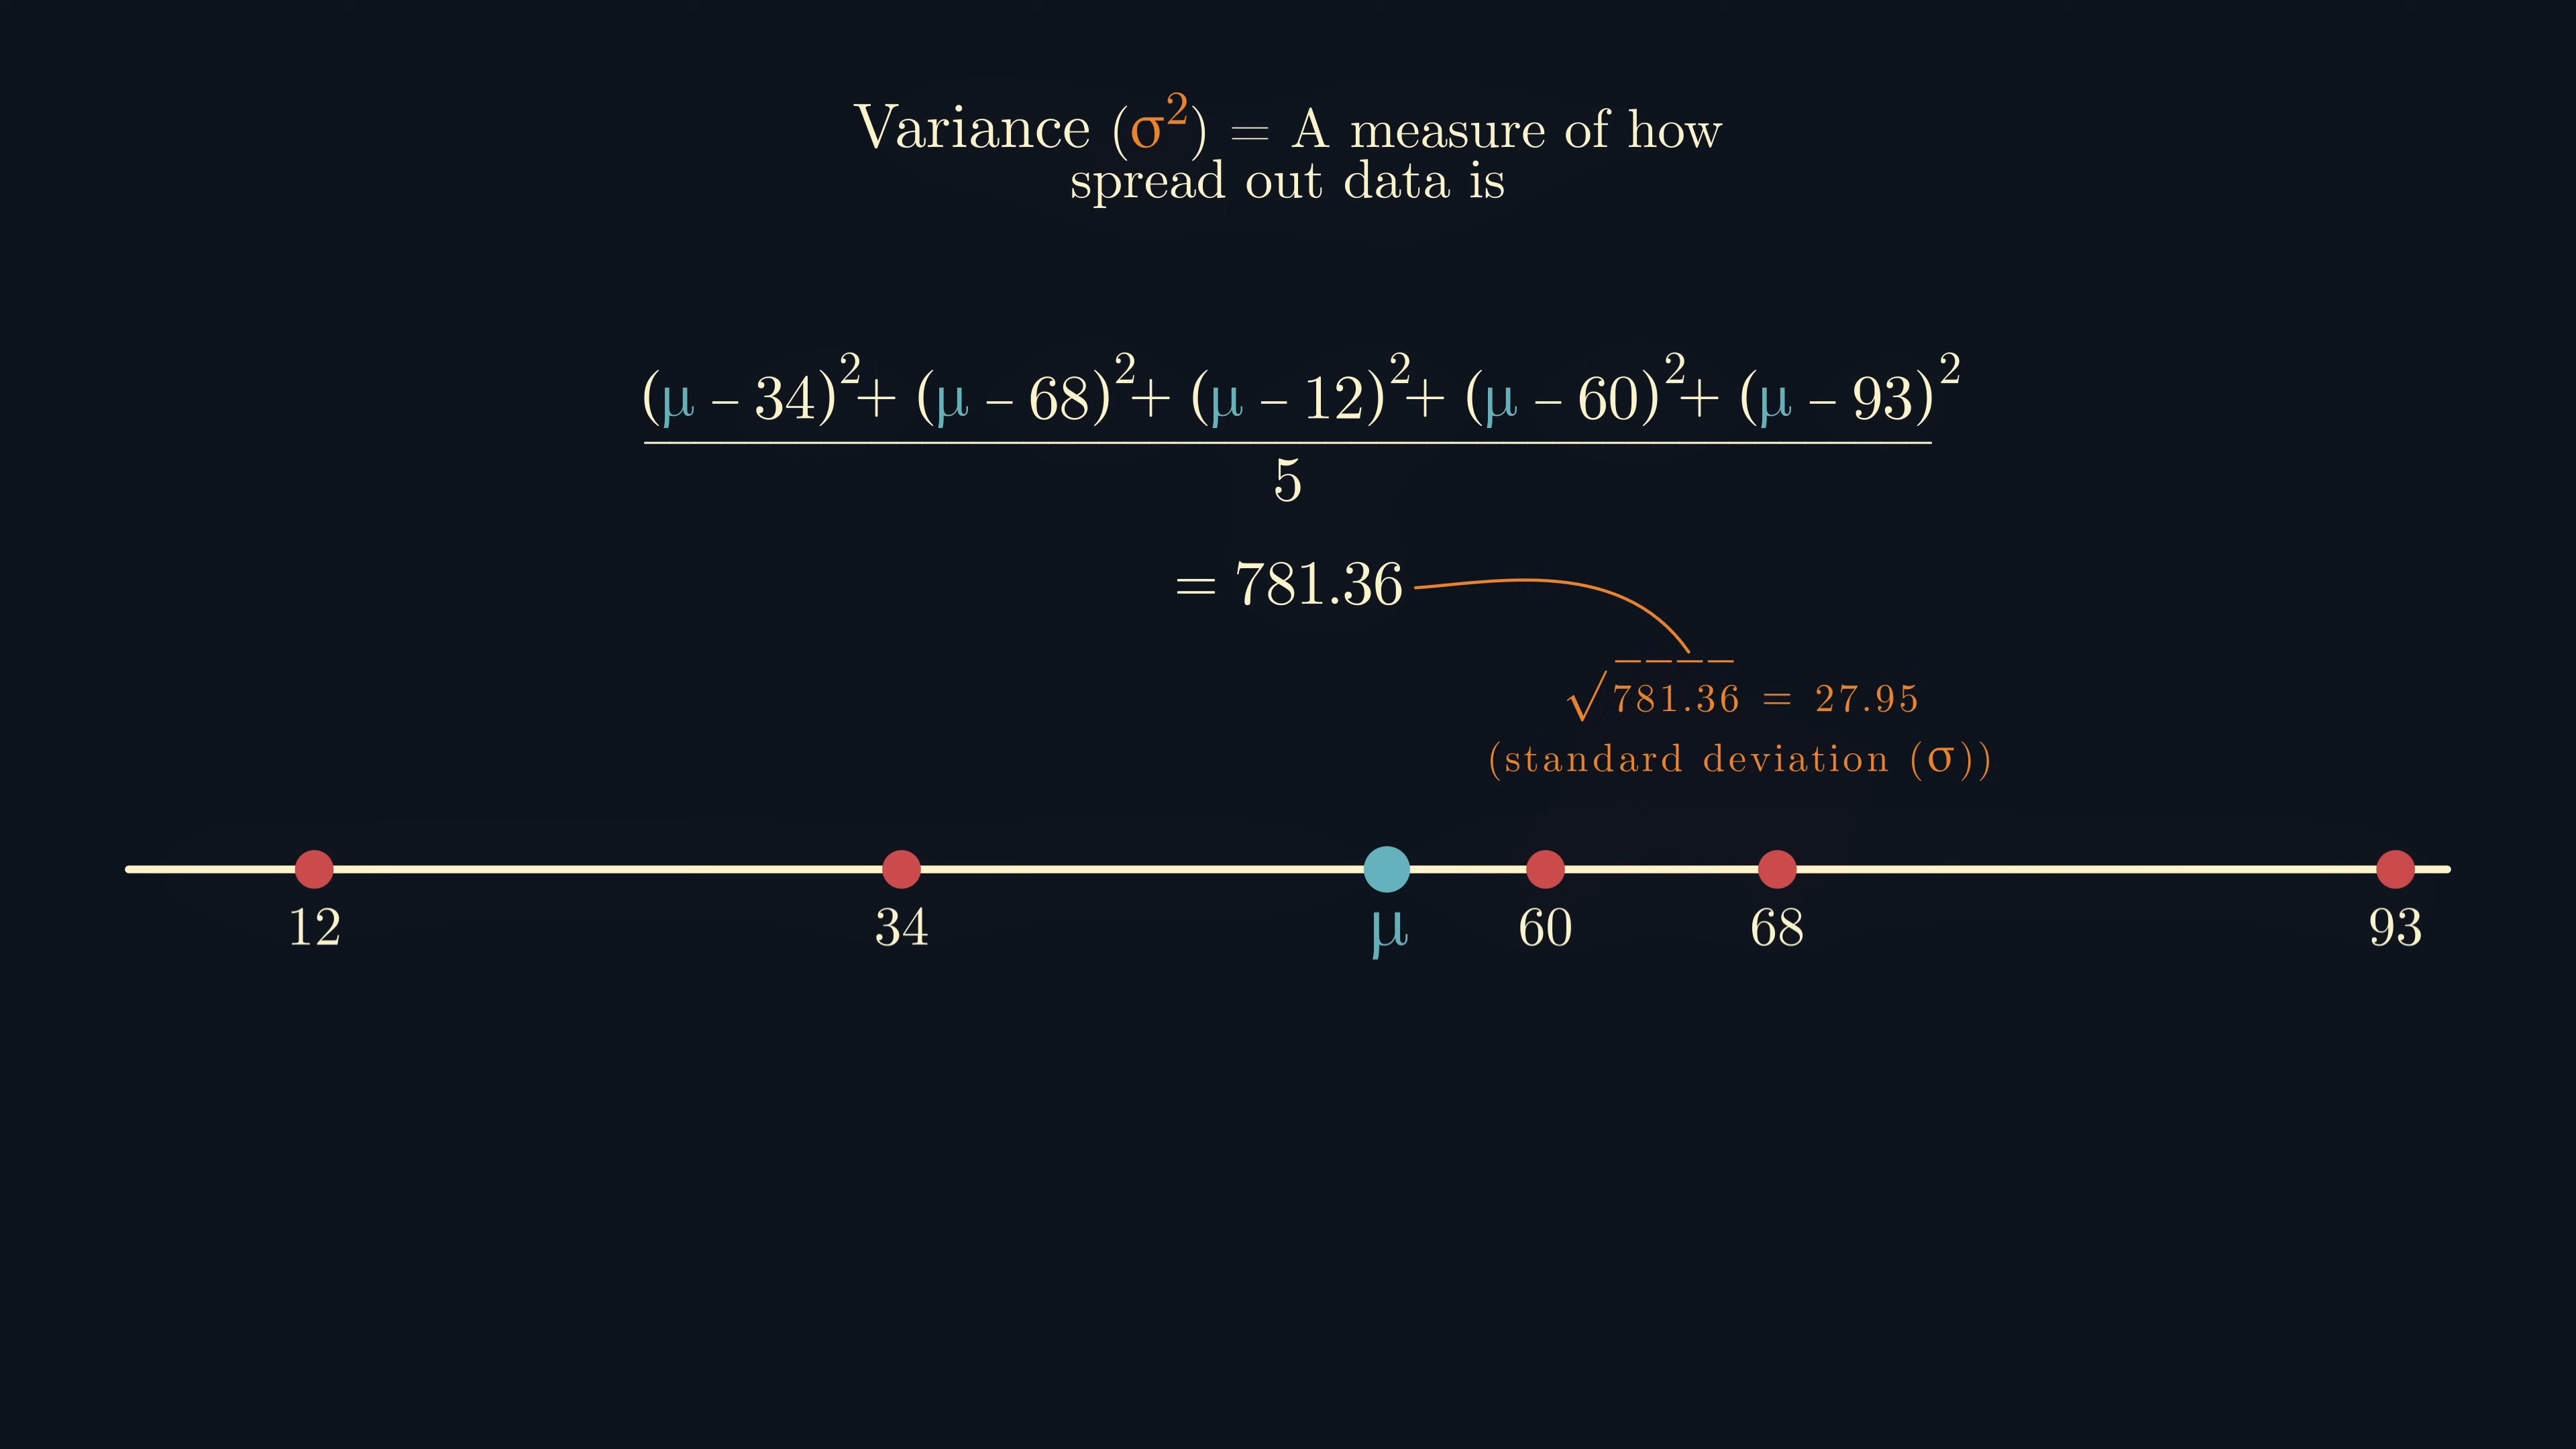 Variance (σ²) = A measure of how
spread out data is
(μ – 34)² + (μ – 68)² + (μ – 12)² + (μ – 60)² + (μ – 93)²
5
= 781.36
√781.36 = 27.95
(standard deviation (σ))
12 34 μ 60 68 93